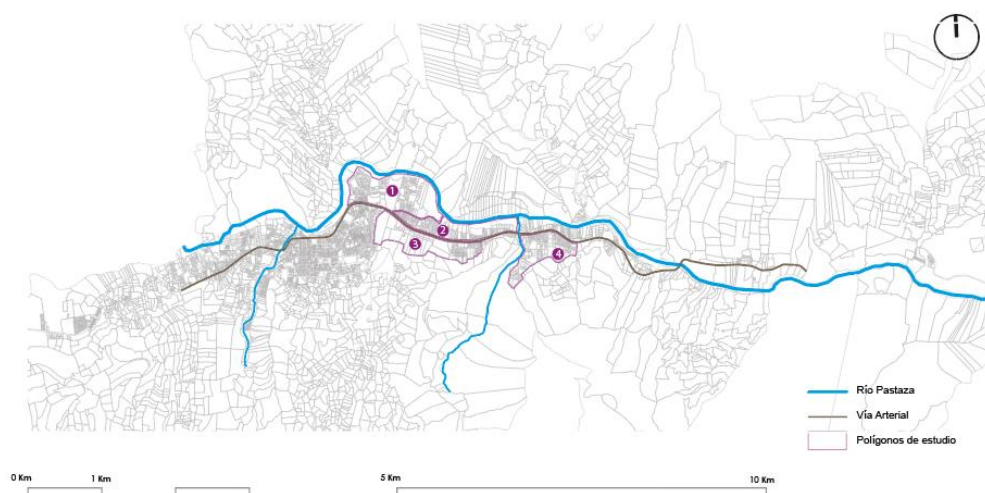 1
2
3
4
Río Pastaza
Vía Arterial
Polígonos de estudio
0 Km 1 Km 5 Km 10 Km